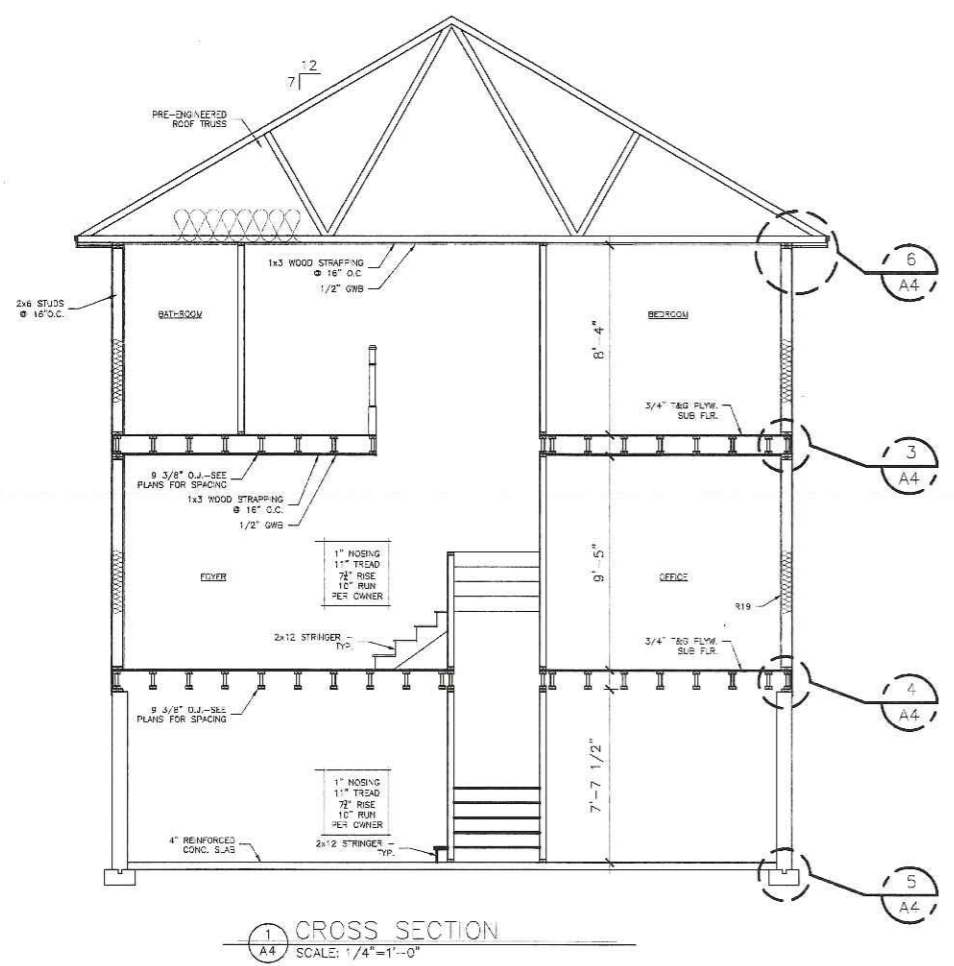 12
7
PRE-ENGINEERED
ROOF TRUSS
1x3 WOOD STRAPPING
@ 16" O.C
1/2" GWB
6
A4
2x6 STUDS
@ 16"O.C.
BATHROOM
BEDROOM
8'-4"
3/4" T&G PLYW.
SUB FLR.
3
A4
9 3/8" O.J.-SEE
PLANS FOR SPACING
1x3 WOOD STRAPPING
@ 16" O.C.
1/2" GWB
1" NOSING
11" TREAD
RISE
10" RUN
PER OWNER
FOYER
9'-5"
OFFICE
R19
2x12 STRINGER -
TYP.
3/4" T&G PLYW.
SUB FLR.
4
A4
9 3/8" O.J.-SEE
PLANS FOR SPACING
7'-7 1/2"
1" NOSING
11" TREAD
RISE
10" RUN
PER OWNER
4" REINFORCED
CONC. SLAB
2x12 STRINGER -
TYP.
5
A4
1
A4
CROSS SECTION
SCALE: 1/4"=1'-0"